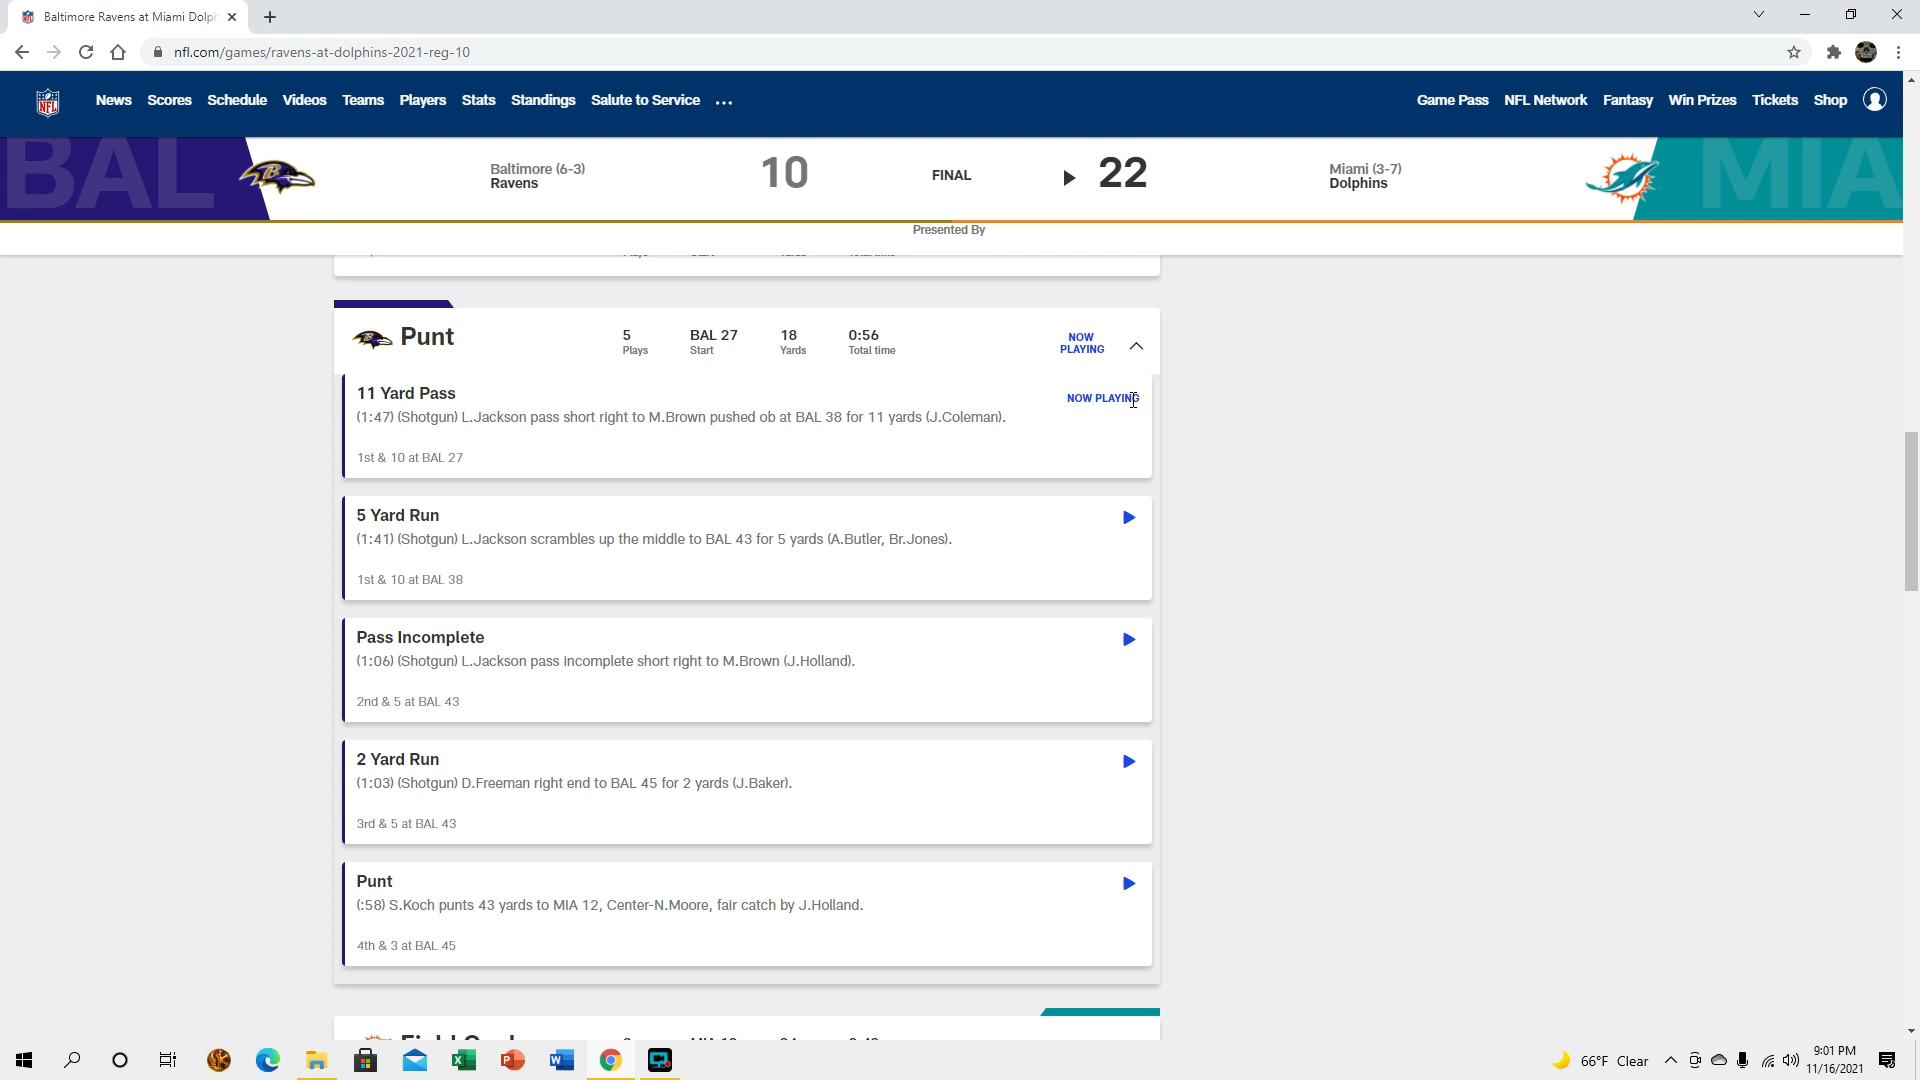 Baltimore Ravens at Miami Dolph
nfl.com/games/ravens-at-dolphins-2021-reg-10
NFL
News Scores Schedule Videos Teams Players Stats Standings Salute to Service ...
Game Pass NFL Network Fantasy Win Prizes Tickets Shop
BAL
Baltimore (6-3)
Ravens
10
FINAL
22
Miami (3-7)
Dolphins
MIA
Presented By
Plays Start Yards Total time
Punt
5
Plays
BAL 27
Start
18
Yards
0:56
Total time
NOW
PLAYING
11 Yard Pass
NOW PLAYING
(1:47) (Shotgun) L.Jackson pass short right to M.Brown pushed ob at BAL 38 for 11 yards (J.Coleman).
1st & 10 at BAL 27
5 Yard Run
(1:41) (Shotgun) L.Jackson scrambles up the middle to BAL 43 for 5 yards (A.Butler, Br.Jones).
1st & 10 at BAL 38
Pass Incomplete
(1:06) (Shotgun) L.Jackson pass incomplete short right to M.Brown (J.Holland).
2nd & 5 at BAL 43
2 Yard Run
(1:03) (Shotgun) D.Freeman right end to BAL 45 for 2 yards (J.Baker).
3rd & 5 at BAL 43
Punt
(:58) S.Koch punts 43 yards to MIA 12, Center-N.Moore, fair catch by J.Holland.
4th & 3 at BAL 45
Field Goal
66°F Clear
9:01 PM
11/16/2021